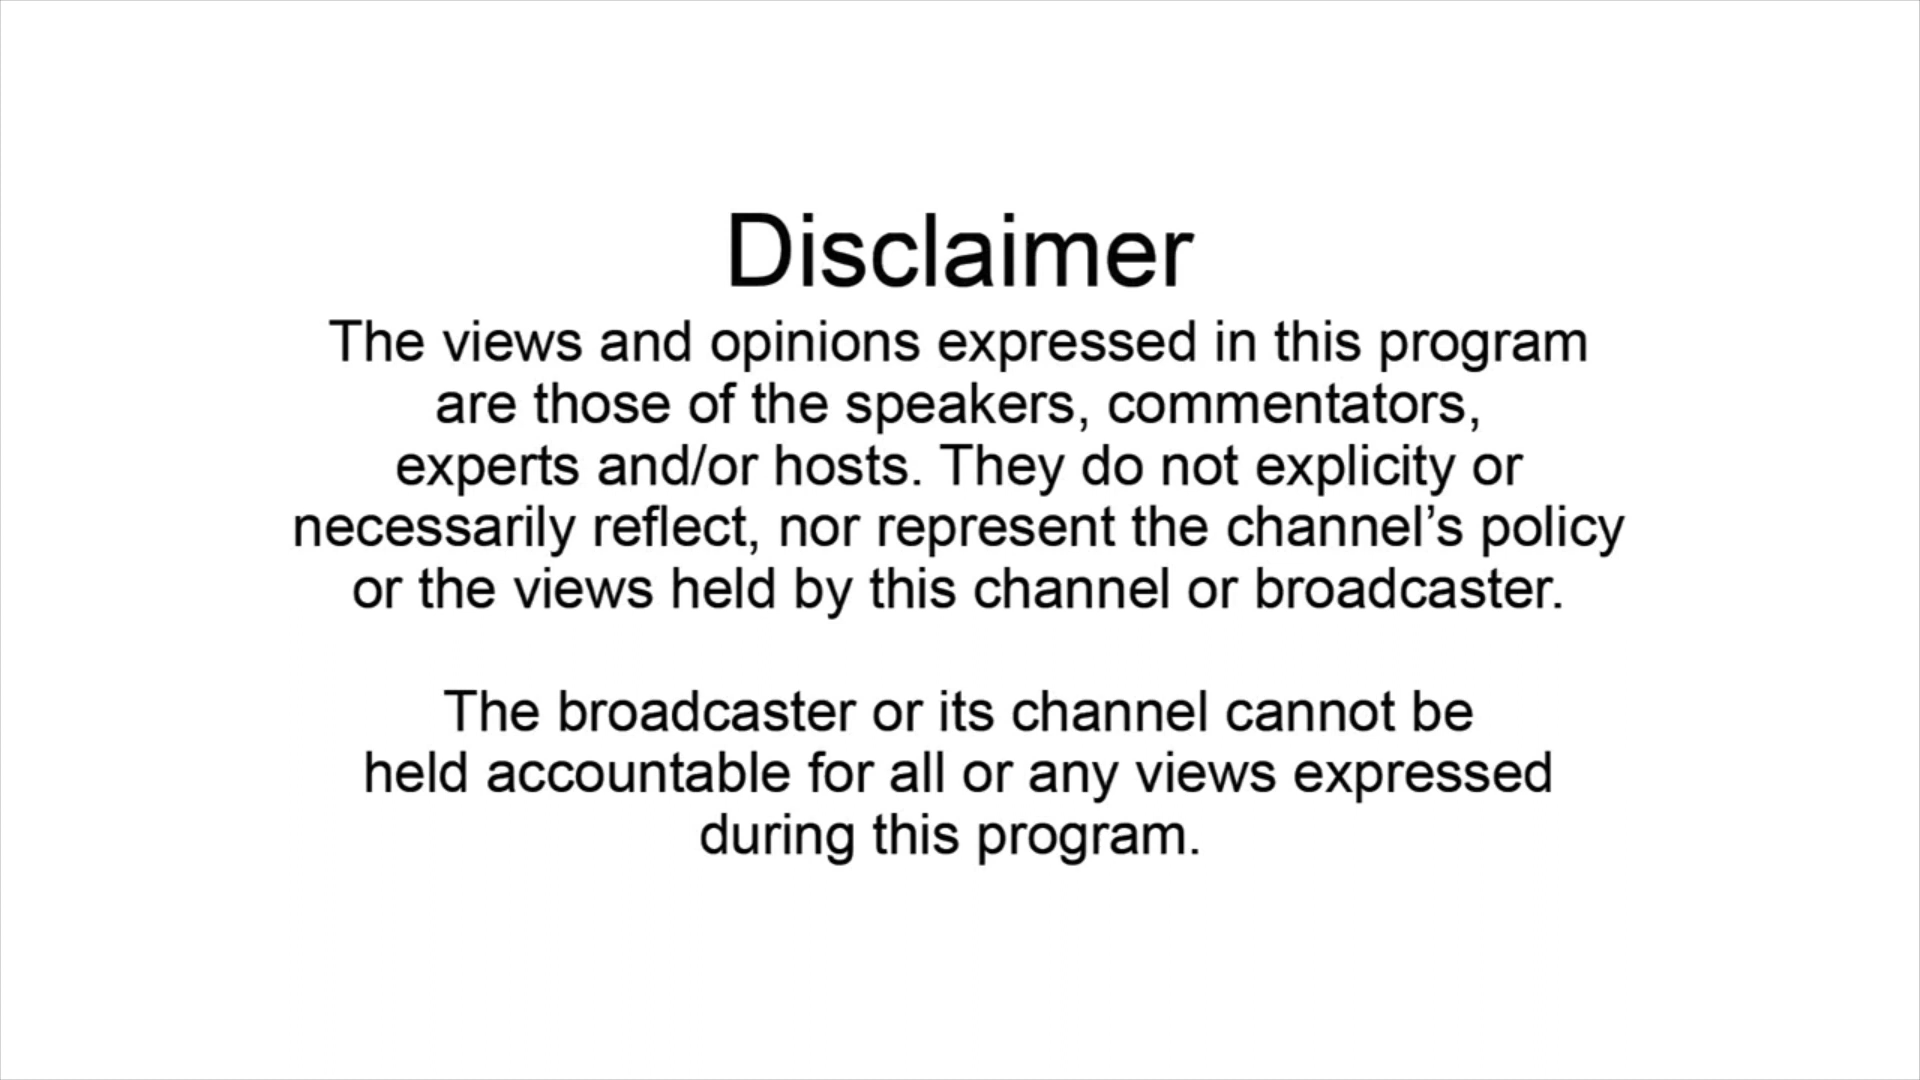 Disclaimer
The views and opinions expressed in this program
are those of the speakers, commentators,
experts and/or hosts. They do not explicity or
necessarily reflect, nor represent the channel’s policy
or the views held by this channel or broadcaster.
The broadcaster or its channel cannot be
held accountable for all or any views expressed
during this program.